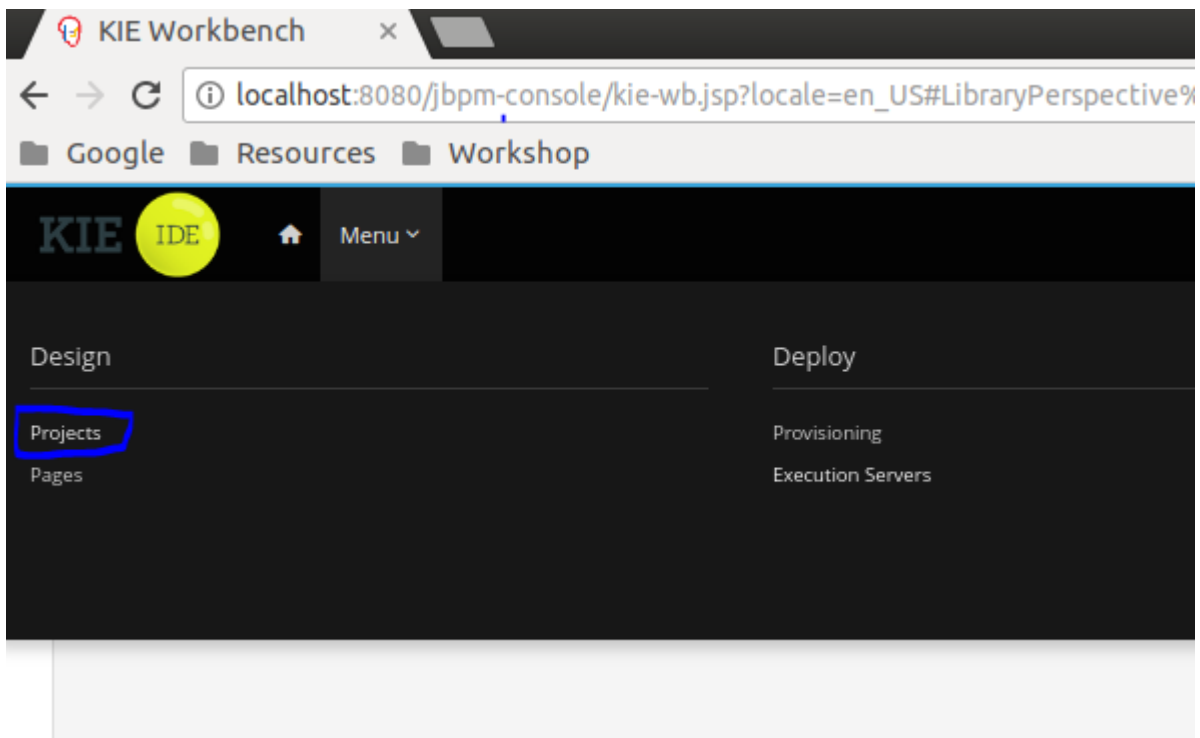 KIE Workbench ×
localhost:8080/jbpm-console/kie-wb.jsp?locale=en_US#LibraryPerspective%
Google Resources Workshop
KIE IDE Menu
Design Deploy
Projects Provisioning
Pages Execution Servers